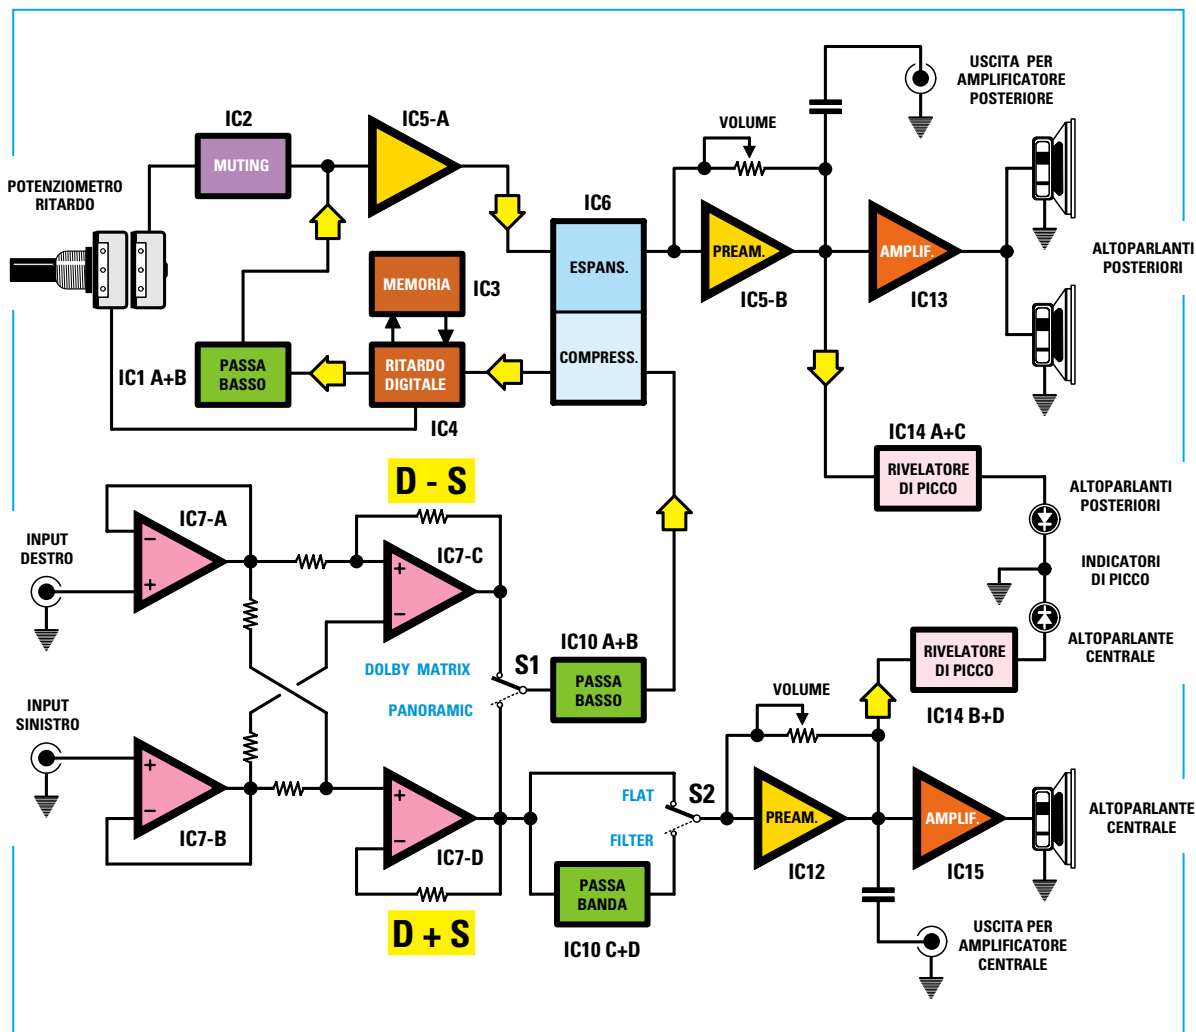 USCITA PER
AMPLIFICATORE
POSTERIORE
IC2
IC5-A
VOLUME
MUTING
POTENZIOMETRO
RITARDO
IC6
ESPANS.
PREAM.
AMPLIF.
ALTOPARLANTI
POSTERIORI
IC5-B
IC13
MEMORIA
IC3
COMPRESS.
IC1 A+B
PASSA
BASSO
RITARDO
DIGITALE
IC4
IC14 A+C
RIVELATORE
DI PICCO
D - S
ALTOPARLANTI
POSTERIORI
IC7-A
INPUT
DESTRO
−
+
IC7-C
+
−
INDICATORI
DI PICCO
IC10 A+B
ALTOPARLANTE
CENTRALE
RIVELATORE
DI PICCO
DOLBY MATRIX
S1
PASSA
BASSO
PANORAMIC
VOLUME
IC14 B+D
INPUT
SINISTRO
+
−
IC7-B
+
−
IC7-D
FLAT
S2
FILTER
PREAM.
IC12
AMPLIF.
IC15
ALTOPARLANTE
CENTRALE
PASSA
BANDA
D + S
IC10 C+D
USCITA PER
AMPLIFICATORE
CENTRALE